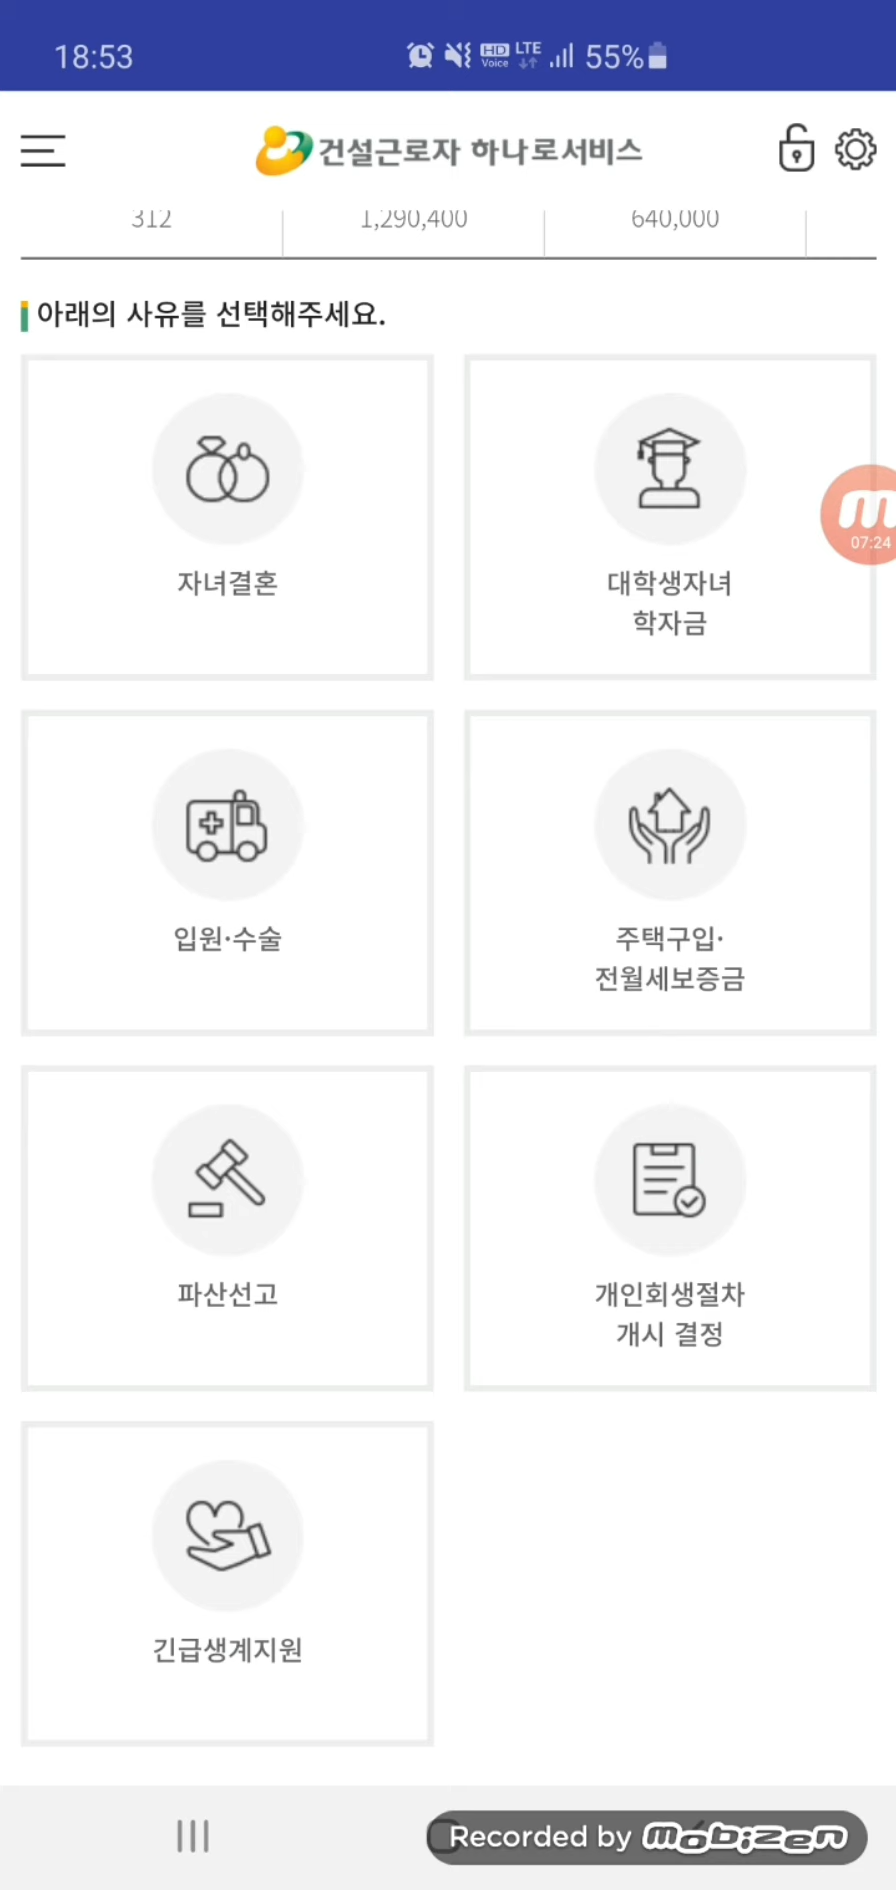 18:53
HD Voice LTE 55%
건설근로자 하나로서비스
312 1,290,400 640,000
아래의 사유를 선택해주세요.
자녀결혼
대학생자녀
학자금
07:24
입원·수술
주택구입·
전월세보증금
파산선고
개인회생절차
개시 결정
긴급생계지원
Recorded by mobizen